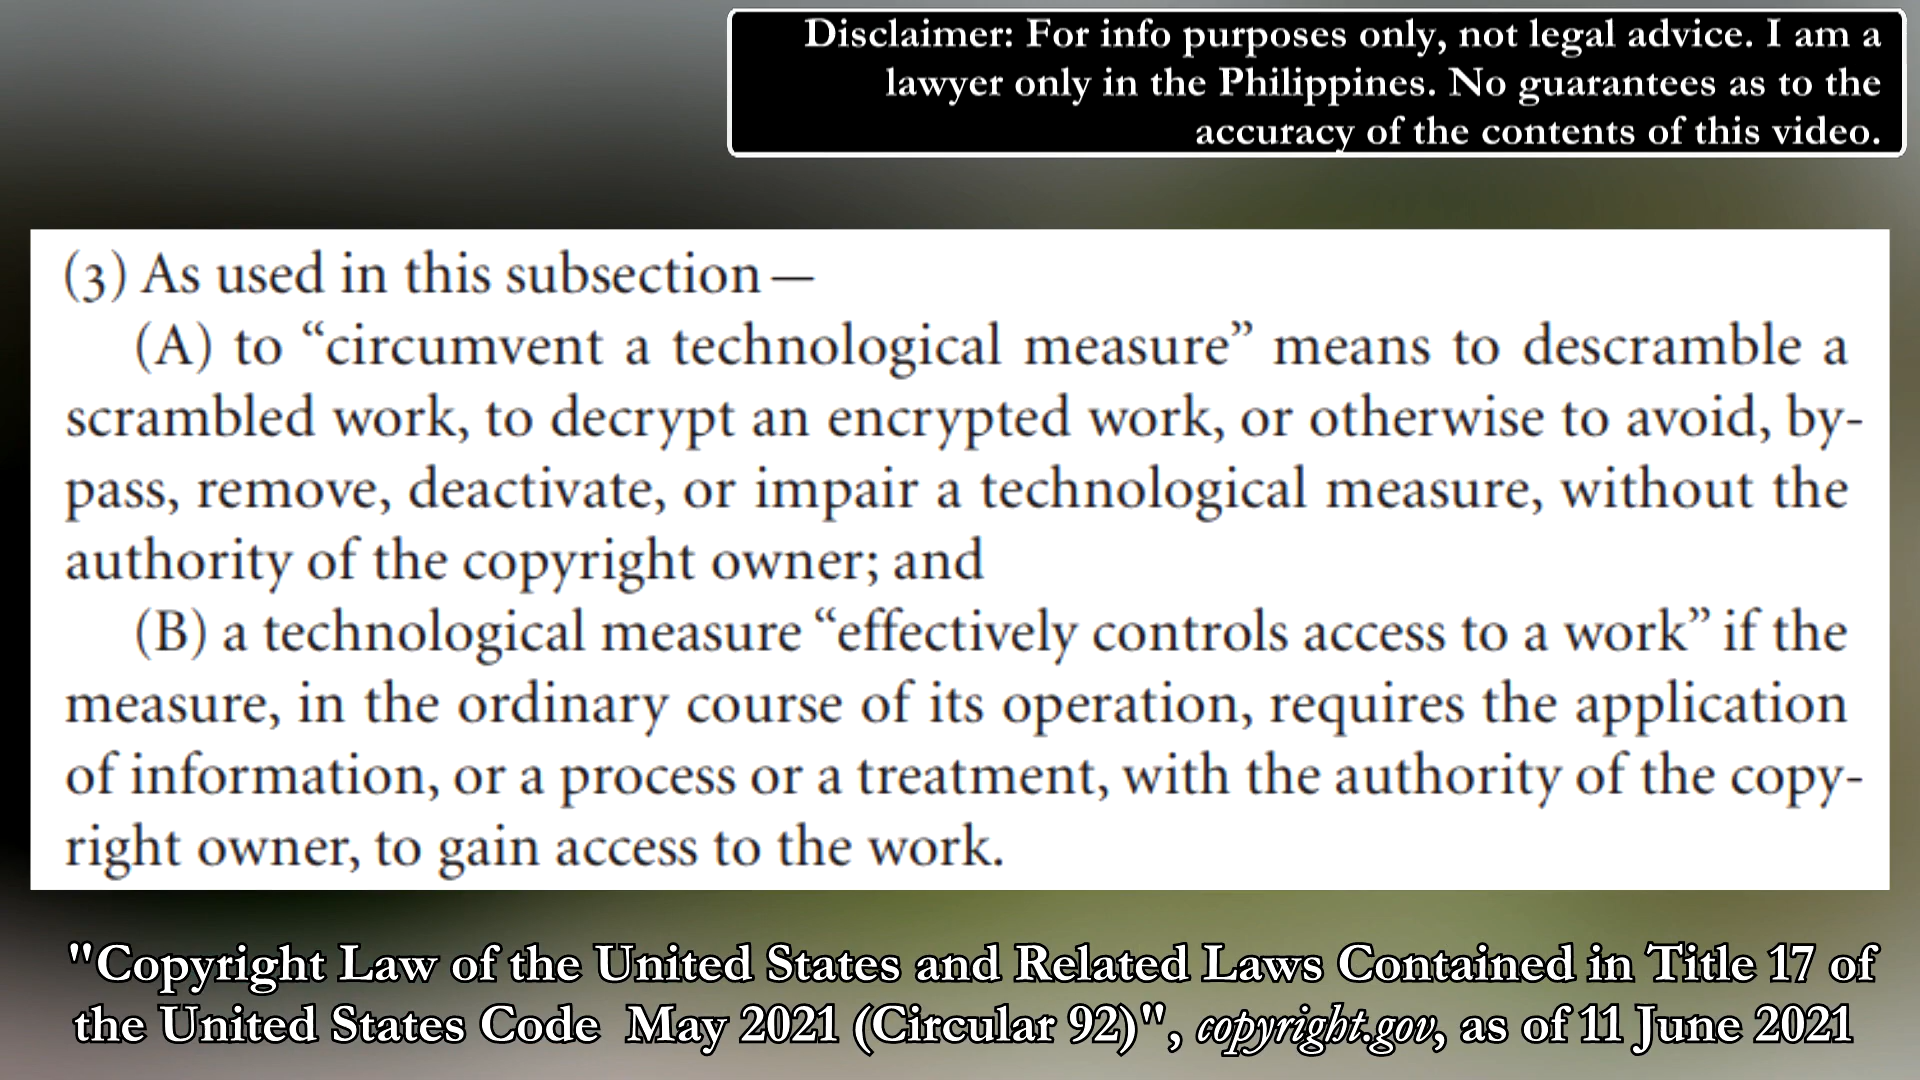 Disclaimer: For info purposes only, not legal advice. I am a
lawyer only in the Philippines. No guarantees as to the
accuracy of the contents of this video.
(3) As used in this subsection—
(A) to “circumvent a technological measure” means to descramble a
scrambled work, to decrypt an encrypted work, or otherwise to avoid, by-
pass, remove, deactivate, or impair a technological measure, without the
authority of the copyright owner; and
(B) a technological measure “effectively controls access to a work” if the
measure, in the ordinary course of its operation, requires the application
of information, or a process or a treatment, with the authority of the copy-
right owner, to gain access to the work.
"Copyright Law of the United States and Related Laws Contained in Title 17 of
the United States Code May 2021 (Circular 92)", copyright.gov, as of 11 June 2021